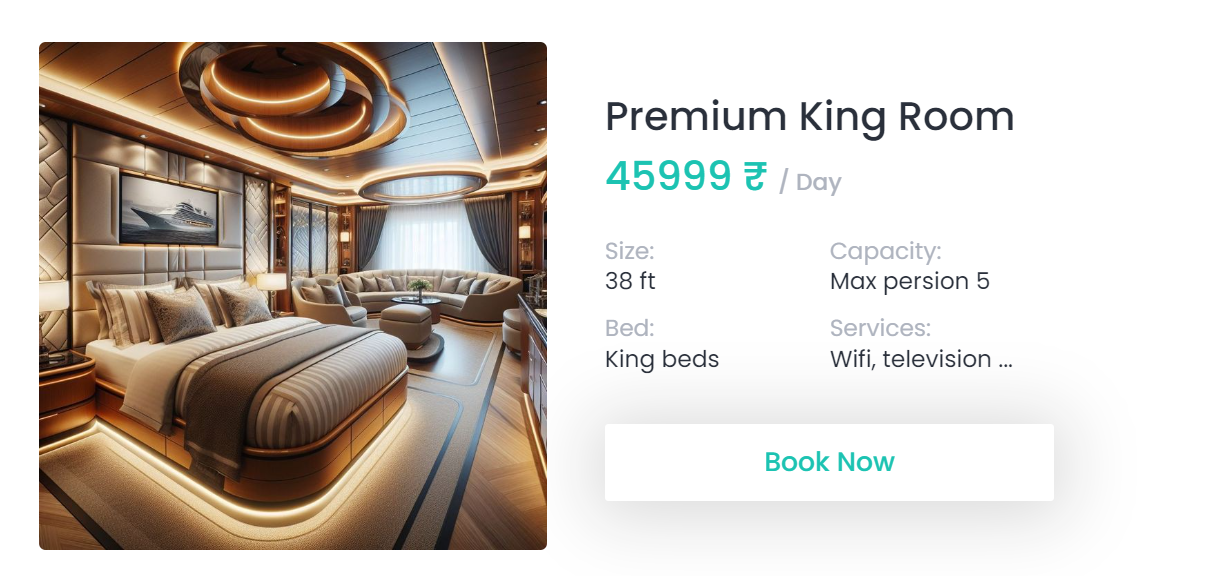 Premium King Room
45999 ₹ / Day
Size:
38 ft
Capacity:
Max persion 5
Bed:
King beds
Services:
Wifi, television ...
Book Now